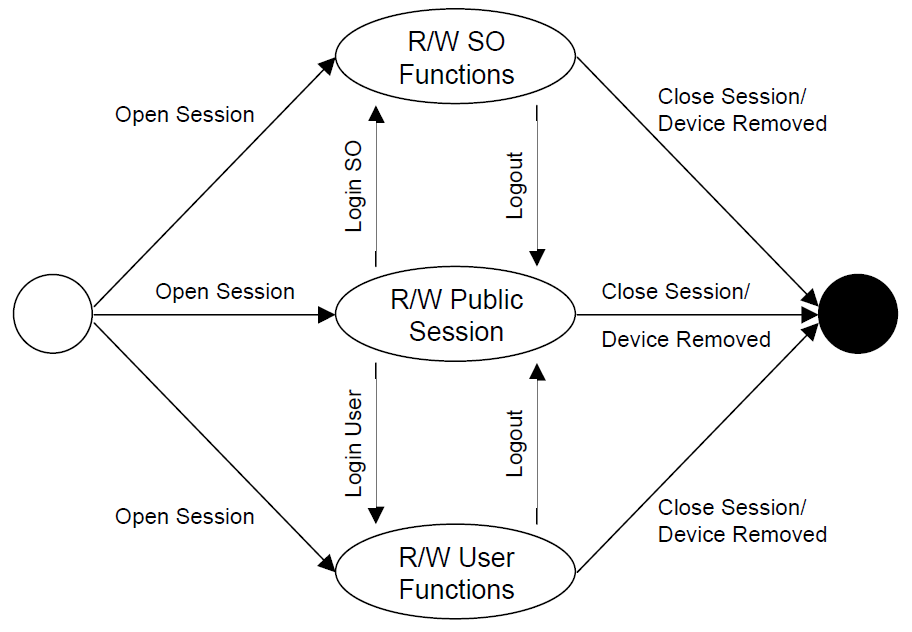 R/W SO
Functions
Open Session
Close Session/
Device Removed
Login SO
Logout
Open Session
R/W Public
Session
Close Session/
Device Removed
Login User
Logout
Open Session
Close Session/
Device Removed
R/W User
Functions